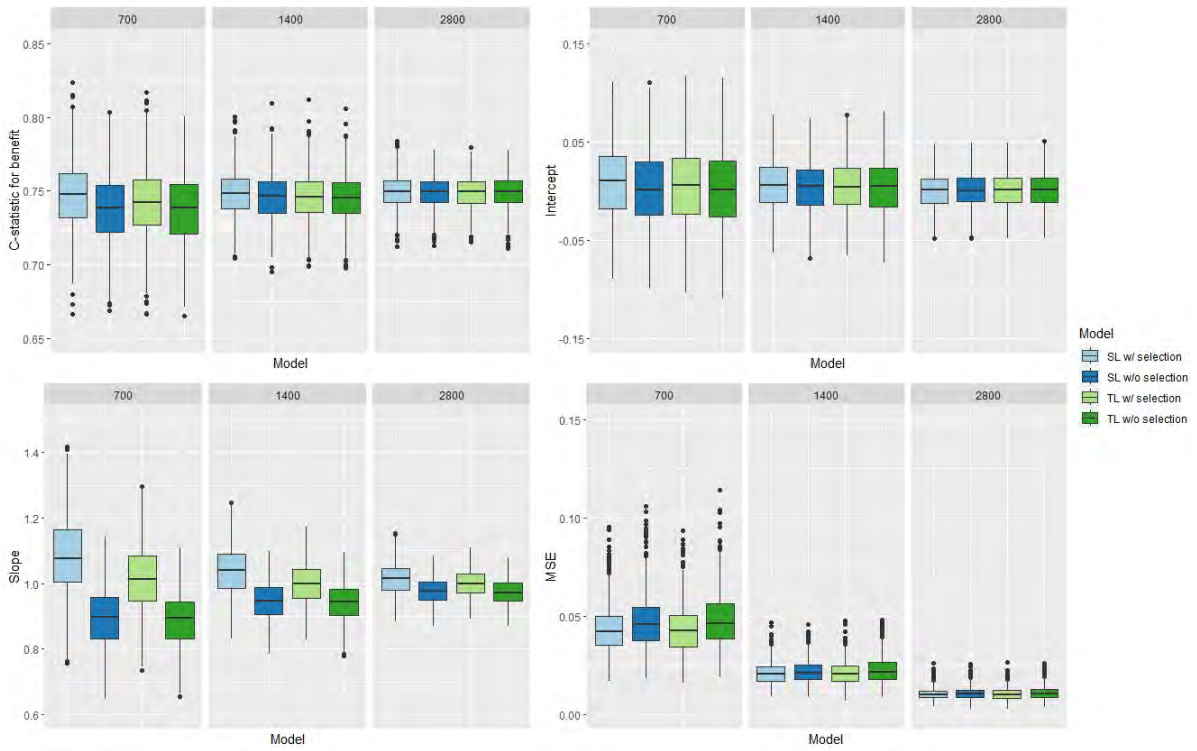 700 1400 2800
C-statistic for benefit
0.85
0.80
0.75
0.70
0.65
Model
700 1400 2800
Intercept
0.15
0.05
-0.05
-0.15
Model
700 1400 2800
Slope
1.4
1.2
1.0
0.8
0.6
Model
700 1400 2800
MSE
0.15
0.10
0.05
0.00
Model
Model
SL w/ selection
SL w/o selection
TL w/ selection
TL w/o selection